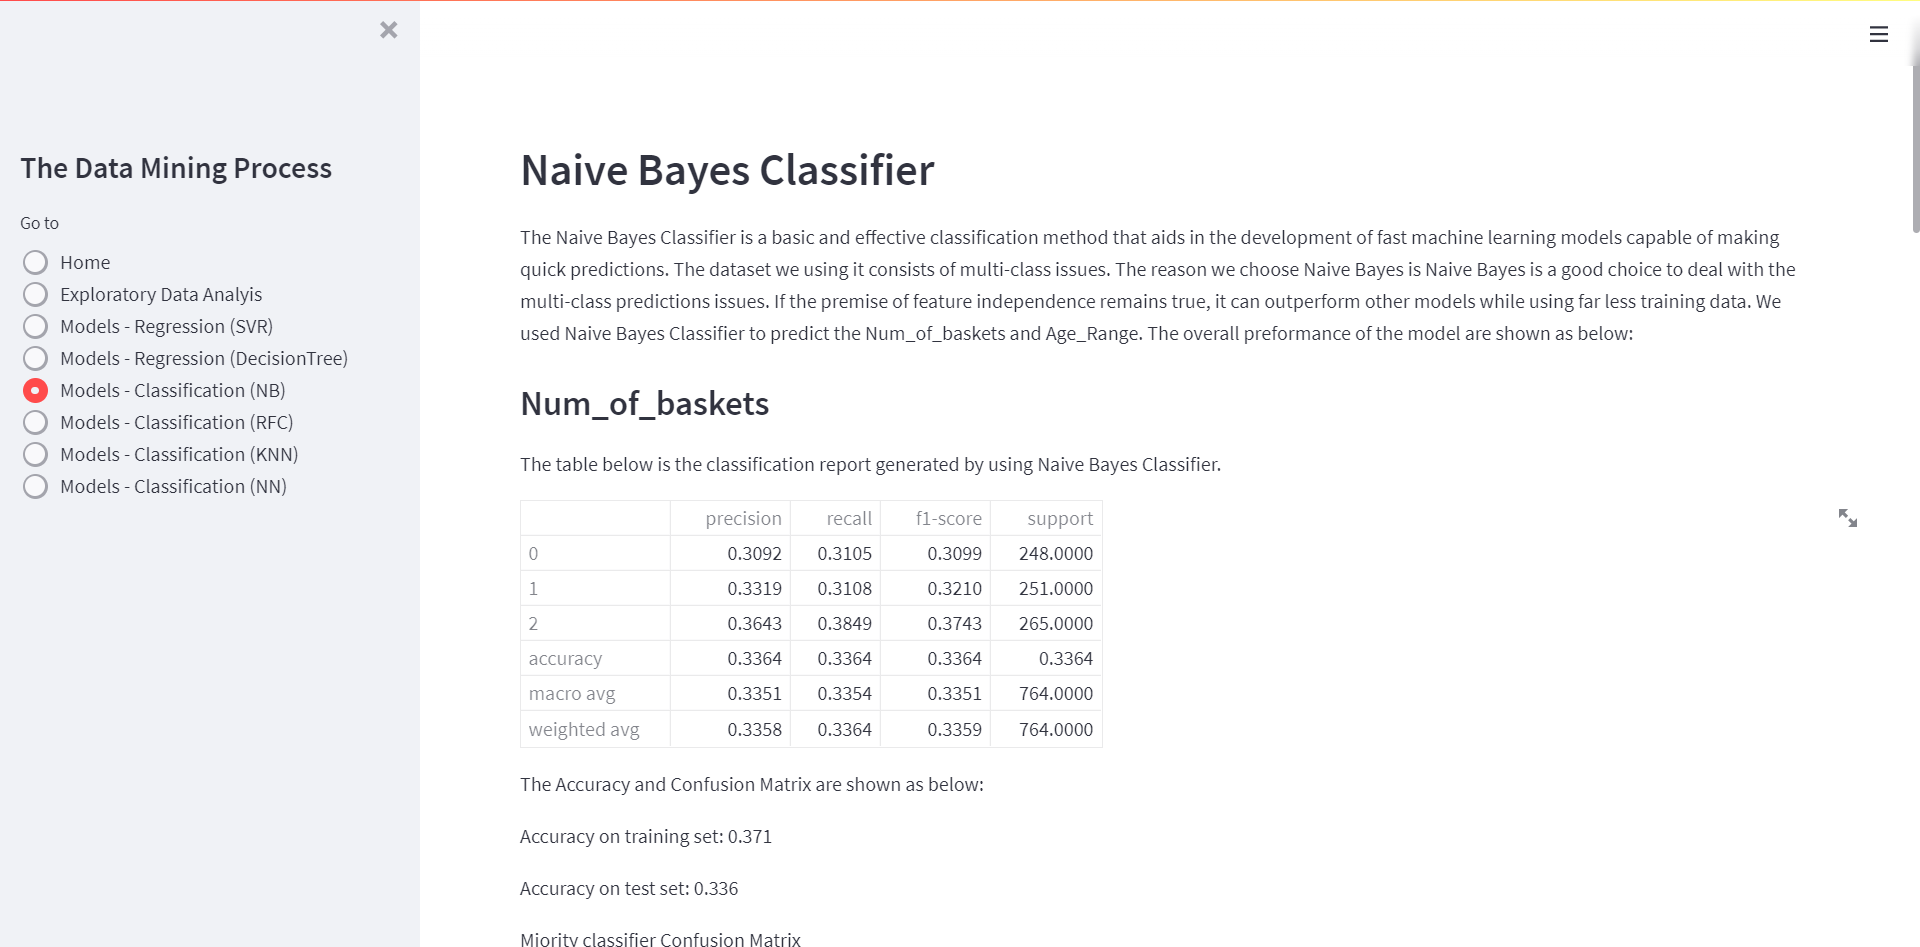 The Data Mining Process
Go to
Home
Exploratory Data Analyis
Models - Regression (SVR)
Models - Regression (DecisionTree)
Models - Classification (NB)
Models - Classification (RFC)
Models - Classification (KNN)
Models - Classification (NN)
Naive Bayes Classifier
The Naive Bayes Classifier is a basic and effective classification method that aids in the development of fast machine learning models capable of making
quick predictions. The dataset we using it consists of multi-class issues. The reason we choose Naive Bayes is Naive Bayes is a good choice to deal with the
multi-class predictions issues. If the premise of feature independence remains true, it can outperform other models while using far less training data. We
used Naive Bayes Classifier to predict the Num_of_baskets and Age_Range. The overall preformance of the model are shown as below:
Num_of_baskets
The table below is the classification report generated by using Naive Bayes Classifier.
precision recall f1-score support
0 0.3092 0.3105 0.3099 248.0000
1 0.3319 0.3108 0.3210 251.0000
2 0.3643 0.3849 0.3743 265.0000
accuracy 0.3364 0.3364 0.3364 0.3364
macro avg 0.3351 0.3354 0.3351 764.0000
weighted avg 0.3358 0.3364 0.3359 764.0000
The Accuracy and Confusion Matrix are shown as below:
Accuracy on training set: 0.371
Accuracy on test set: 0.336
Miority classifier Confusion Matrix